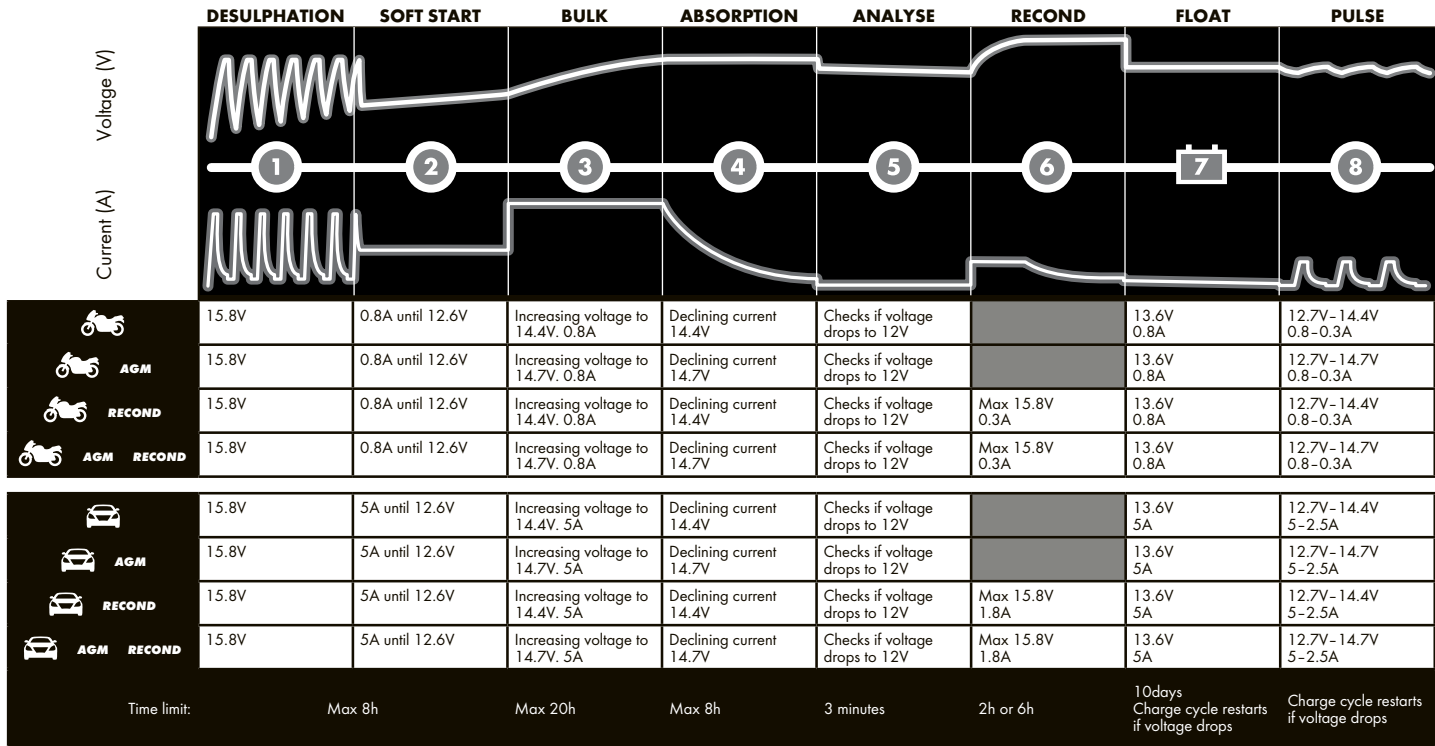 DESULPHATION SOFT START BULK ABSORPTION ANALYSE RECOND FLOAT PULSE
Voltage (V)
1 2 3 4 5 6 7 8
Current (A)
15.8V 0.8A until 12.6V Increasing voltage to Declining current Checks if voltage 13.6V 12.7V–14.4V
14.4V. 0.8A 14.4V drops to 12V 0.8A 0.8–0.3A
AGM 15.8V 0.8A until 12.6V Increasing voltage to Declining current Checks if voltage 13.6V 12.7V–14.7V
14.7V. 0.8A 14.7V drops to 12V 0.8A 0.8–0.3A
RECOND 15.8V 0.8A until 12.6V Increasing voltage to Declining current Checks if voltage Max 15.8V 13.6V 12.7V–14.4V
14.4V. 0.8A 14.4V drops to 12V 0.3A 0.8A 0.8–0.3A
AGM RECOND 15.8V 0.8A until 12.6V Increasing voltage to Declining current Checks if voltage Max 15.8V 13.6V 12.7V–14.7V
14.7V. 0.8A 14.7V drops to 12V 0.3A 0.8A 0.8–0.3A
15.8V 5A until 12.6V Increasing voltage to Declining current Checks if voltage 13.6V 12.7V–14.4V
14.4V. 5A 14.4V drops to 12V 5A 5–2.5A
AGM 15.8V 5A until 12.6V Increasing voltage to Declining current Checks if voltage 13.6V 12.7V–14.7V
14.7V. 5A 14.7V drops to 12V 5A 5–2.5A
RECOND 15.8V 5A until 12.6V Increasing voltage to Declining current Checks if voltage Max 15.8V 13.6V 12.7V–14.4V
14.4V. 5A 14.4V drops to 12V 1.8A 5A 5–2.5A
AGM RECOND 15.8V 5A until 12.6V Increasing voltage to Declining current Checks if voltage Max 15.8V 13.6V 12.7V–14.7V
14.7V. 5A 14.7V drops to 12V 1.8A 5A 5–2.5A
Time limit: Max 8h Max 20h Max 8h 3 minutes 2h or 6h
10days
Charge cycle restarts
if voltage drops
Charge cycle restarts
if voltage drops